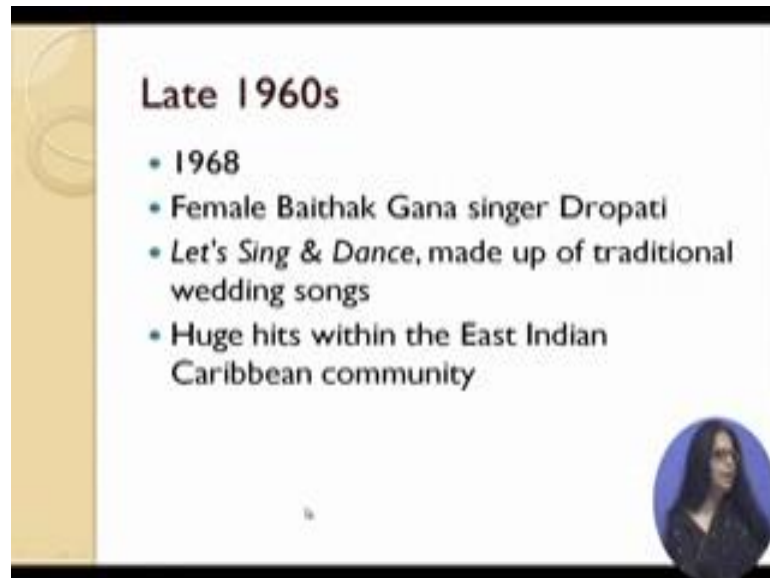 Late 1960s
• 1968
• Female Baithak Gana singer Dropati
• Let's Sing & Dance, made up of traditional
wedding songs
• Huge hits within the East Indian
Caribbean community